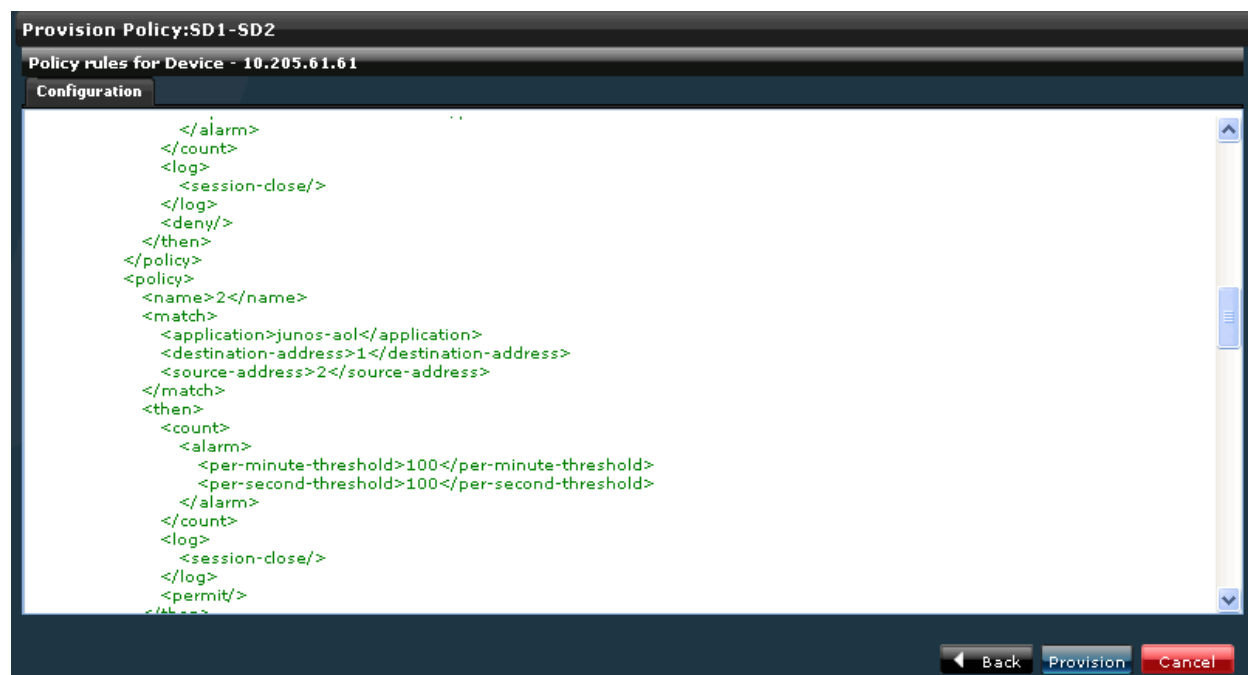 Provision Policy:SD1-SD2
Policy rules for Device - 10.205.61.61
Configuration
</alarm>
</count>
<log>
<session-close/>
</log>
<deny/>
</then>
</policy>
<policy>
<name>2</name>
<match>
<application>junos-aol</application>
<destination-address>1</destination-address>
<source-address>2</source-address>
</match>
<then>
<count>
<alarm>
<per-minute-threshold>100</per-minute-threshold>
<per-second-threshold>100</per-second-threshold>
</alarm>
</count>
<log>
<session-close/>
</log>
<permit/>
</then>
Back Provision Cancel